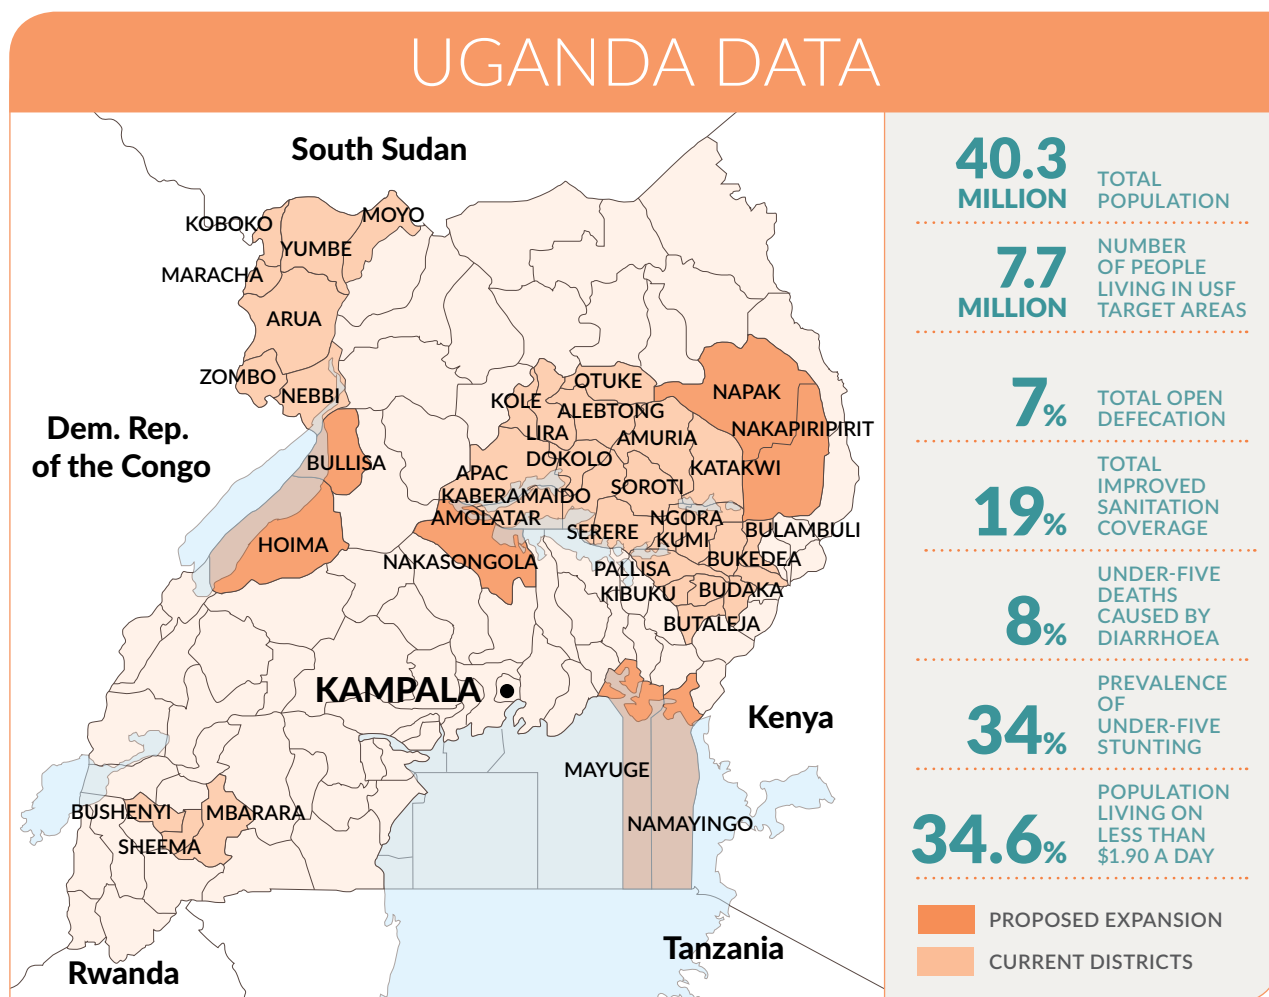 UGANDA DATA
South Sudan
KOBOKO
MOYO
YUMBE
MARACHA
ARUA
ZOMBO
NEBBI
Dem. Rep.
of the Congo
BULLISA
HOIMA
OTUKE
KOLE
ALEBTONG
LIRA
AMURIA
DOKOLO
APAC
KABERAMAIDO
SOROTI
KATAKWI
NAPAK
NAKAPIRIPIRIT
AMOLATAR
NAKASONGOLA
SERERE
NGORA
KUMI
BULAMBULI
BUKEDEA
PALLISA
KIBUKU
BUDAKA
BUTALEJA
KAMPALA
Kenya
MAYUGE
NAMAYINGO
BUSHENYI
MBARARA
SHEEMA
Tanzania
Rwanda
40.3
MILLION
TOTAL
POPULATION
7.7
MILLION
NUMBER
OF PEOPLE
LIVING IN USF
TARGET AREAS
7%
TOTAL OPEN
DEFECATION
19%
TOTAL
IMPROVED
SANITATION
COVERAGE
8%
UNDER-FIVE
DEATHS
CAUSED BY
DIARRHOEA
34%
PREVALENCE
OF
UNDER-FIVE
STUNTING
34.6%
POPULATION
LIVING ON
LESS THAN
$1.90 A DAY
PROPOSED EXPANSION
CURRENT DISTRICTS